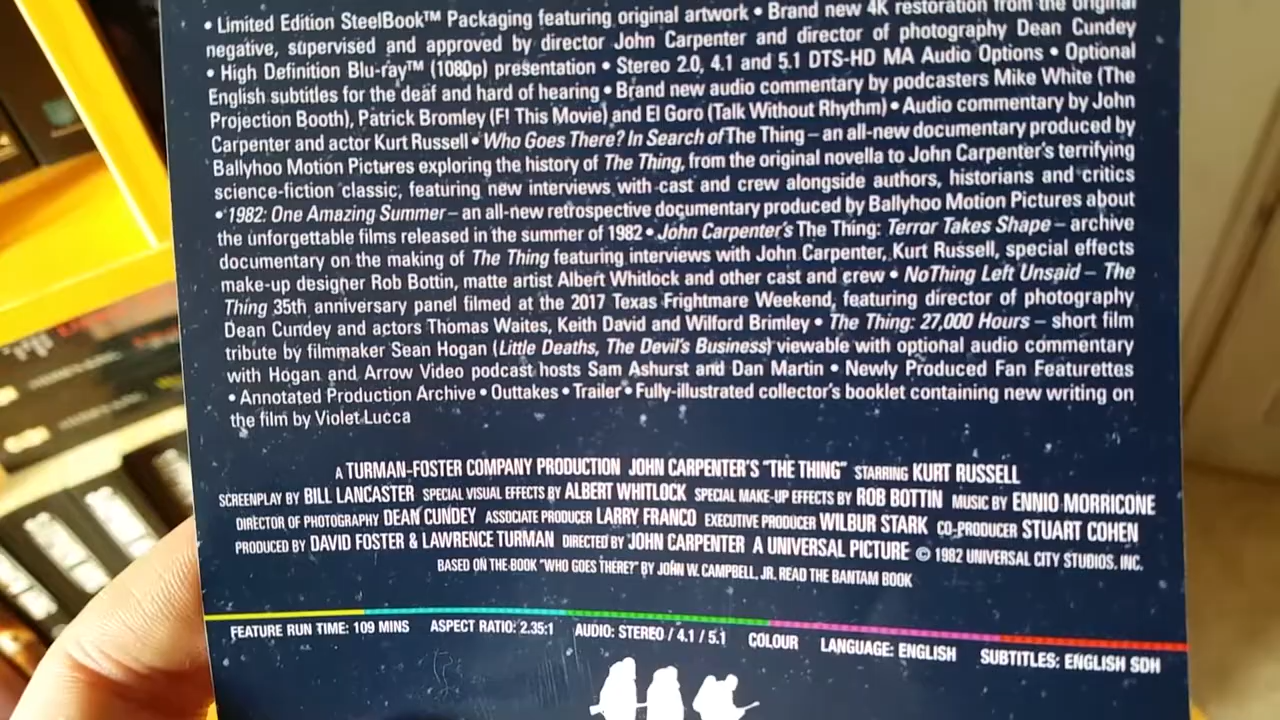 • Limited Edition SteelBook™ Packaging featuring original artwork • Brand new 4K restoration from the original
negative, supervised and approved by director John Carpenter and director of photography Dean Cundey
• High Definition Blu-ray™ (1080p) presentation • Stereo 2.0, 4.1 and 5.1 DTS-HD MA Audio Options • Optional
English subtitles for the deaf and hard of hearing • Brand new audio commentary by podcasters Mike White (The
Projection Booth), Patrick Bromley (F! This Movie) and El Goro (Talk Without Rhythm) • Audio commentary by John
Carpenter and actor Kurt Russell • Who Goes There? In Search of The Thing – an all-new documentary produced by
Ballyhoo Motion Pictures exploring the history of The Thing, from the original novella to John Carpenter's terrifying
science-fiction classic, featuring new interviews with cast and crew alongside authors, historians and critics
• 1982: One Amazing Summer – an all-new retrospective documentary produced by Ballyhoo Motion Pictures about
the unforgettable films released in the summer of 1982 • John Carpenter's The Thing: Terror Takes Shape – archive
documentary on the making of The Thing featuring interviews with John Carpenter, Kurt Russell, special effects
make-up designer Rob Bottin, matte artist Albert Whitlock and other cast and crew • NoThing Left Unsaid – The
Thing 35th anniversary panel filmed at the 2017 Texas Frightmare Weekend, featuring director of photography
Dean Cundey and actors Thomas Waites, Keith David and Wilford Brimley • The Thing: 27,000 Hours – short film
tribute by filmmaker Sean Hogan (Little Deaths, The Devil's Business) viewable with optional audio commentary
with Hogan and Arrow Video podcast hosts Sam Ashurst and Dan Martin • Newly Produced Fan Featurettes
• Annotated Production Archive • Outtakes • Trailer • Fully-illustrated collector's booklet containing new writing on
the film by Violet Lucca
A TURMAN-FOSTER COMPANY PRODUCTION JOHN CARPENTER'S "THE THING" STARRING KURT RUSSELL
SCREENPLAY BY BILL LANCASTER SPECIAL VISUAL EFFECTS BY ALBERT WHITLOCK SPECIAL MAKE-UP EFFECTS BY ROB BOTTIN MUSIC BY ENNIO MORRICONE
DIRECTOR OF PHOTOGRAPHY DEAN CUNDEY ASSOCIATE PRODUCER LARRY FRANCO EXECUTIVE PRODUCER WILBUR STARK CO-PRODUCER STUART COHEN
PRODUCED BY DAVID FOSTER & LAWRENCE TURMAN DIRECTED BY JOHN CARPENTER A UNIVERSAL PICTURE © 1982 UNIVERSAL CITY STUDIOS, INC.
BASED ON THE BOOK "WHO GOES THERE?" BY JOHN W. CAMPBELL, JR. READ THE BANTAM BOOK
FEATURE RUN TIME: 109 MINS ASPECT RATIO: 2.35:1 AUDIO: STEREO / 4.1 / 5.1 COLOUR LANGUAGE: ENGLISH SUBTITLES: ENGLISH SDH